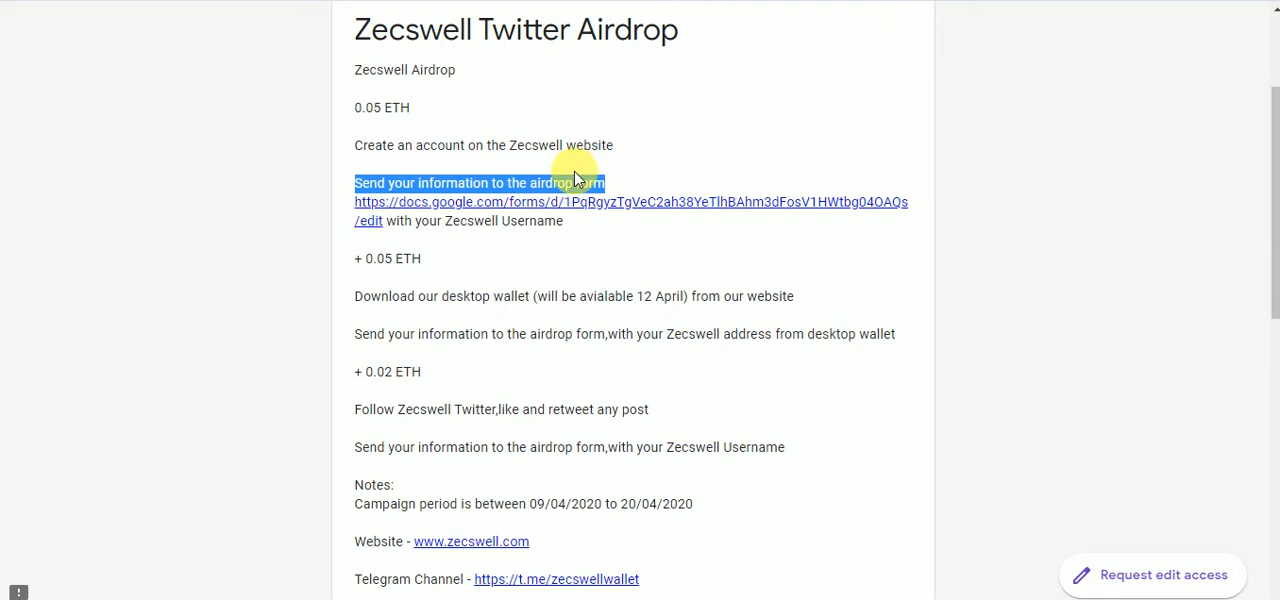 Zecswell Twitter Airdrop
Zecswell Airdrop
0.05 ETH
Create an account on the Zecswell website
Send your information to the airdrop form
https://docs.google.com/forms/d/1PqRgyzTgVeC2ah38YeTlhBAhm3dFosV1HWtbg04OAQs
/edit with your Zecswell Username
+ 0.05 ETH
Download our desktop wallet (will be avialable 12 April) from our website
Send your information to the airdrop form,with your Zecswell address from desktop wallet
+ 0.02 ETH
Follow Zecswell Twitter,like and retweet any post
Send your information to the airdrop form,with your Zecswell Username
Notes:
Campaign period is between 09/04/2020 to 20/04/2020
Website - www.zecswell.com
Telegram Channel - https://t.me/zecswellwallet
Request edit access